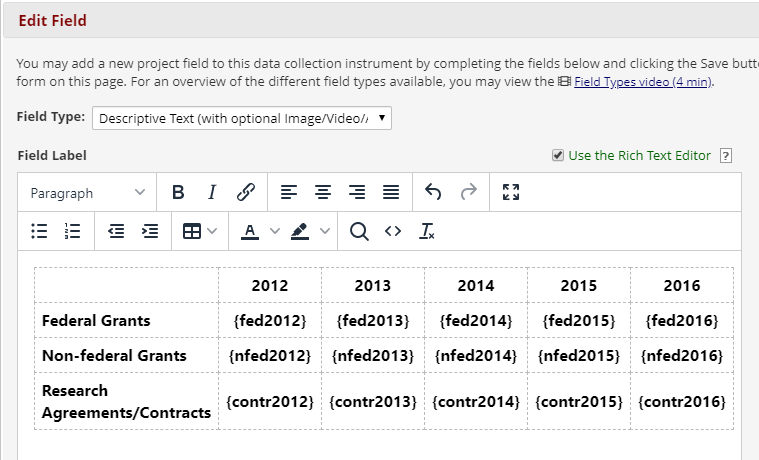 Edit Field
You may add a new project field to this data collection instrument by completing the fields below and clicking the Save butt
form on this page. For an overview of the different field types available, you may view the Field Types video (4 min).
Field Type: Descriptive Text (with optional Image/Video/
Field Label Use the Rich Text Editor ?
Paragraph B I
A
2012 2013 2014 2015 2016
Federal Grants {fed2012} {fed2013} {fed2014} {fed2015} {fed2016}
Non-federal Grants {nfed2012} {nfed2013} {nfed2014} {nfed2015} {nfed2016}
Research
Agreements/Contracts {contr2012} {contr2013} {contr2014} {contr2015} {contr2016}